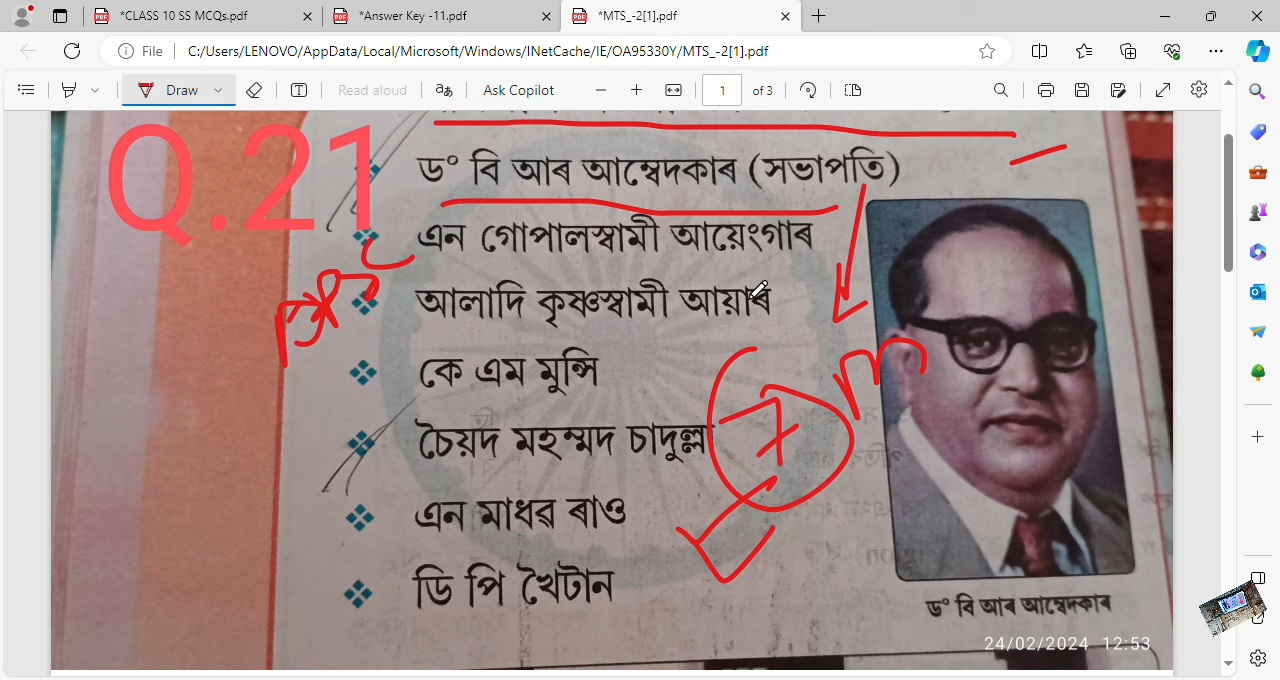 *CLASS 10 SS MCQs.pdf
*Answer Key -11.pdf
*MTS_-2[1].pdf
File
C:/Users/LENOVO/AppData/Local/Microsoft/Windows/INetCache/IE/OA95330Y/MTS_-2[1].pdf
Draw
Read aloud
Ask Copilot
1
of 3
Q.21
ড° বি আৰ আম্বেদকাৰ (সভাপতি)
এন গোপালস্বামী আয়েংগাৰ
আলাদি কৃষ্ণস্বামী আয়াৰ
কে এম মুন্সি
চৈয়দ মহম্মদ চাদুল্লা
7 m
এন মাধৱ ৰাও
ডি পি খৈটান
ড° বি আৰ আম্বেদকাৰ
24/02/2024 12:53